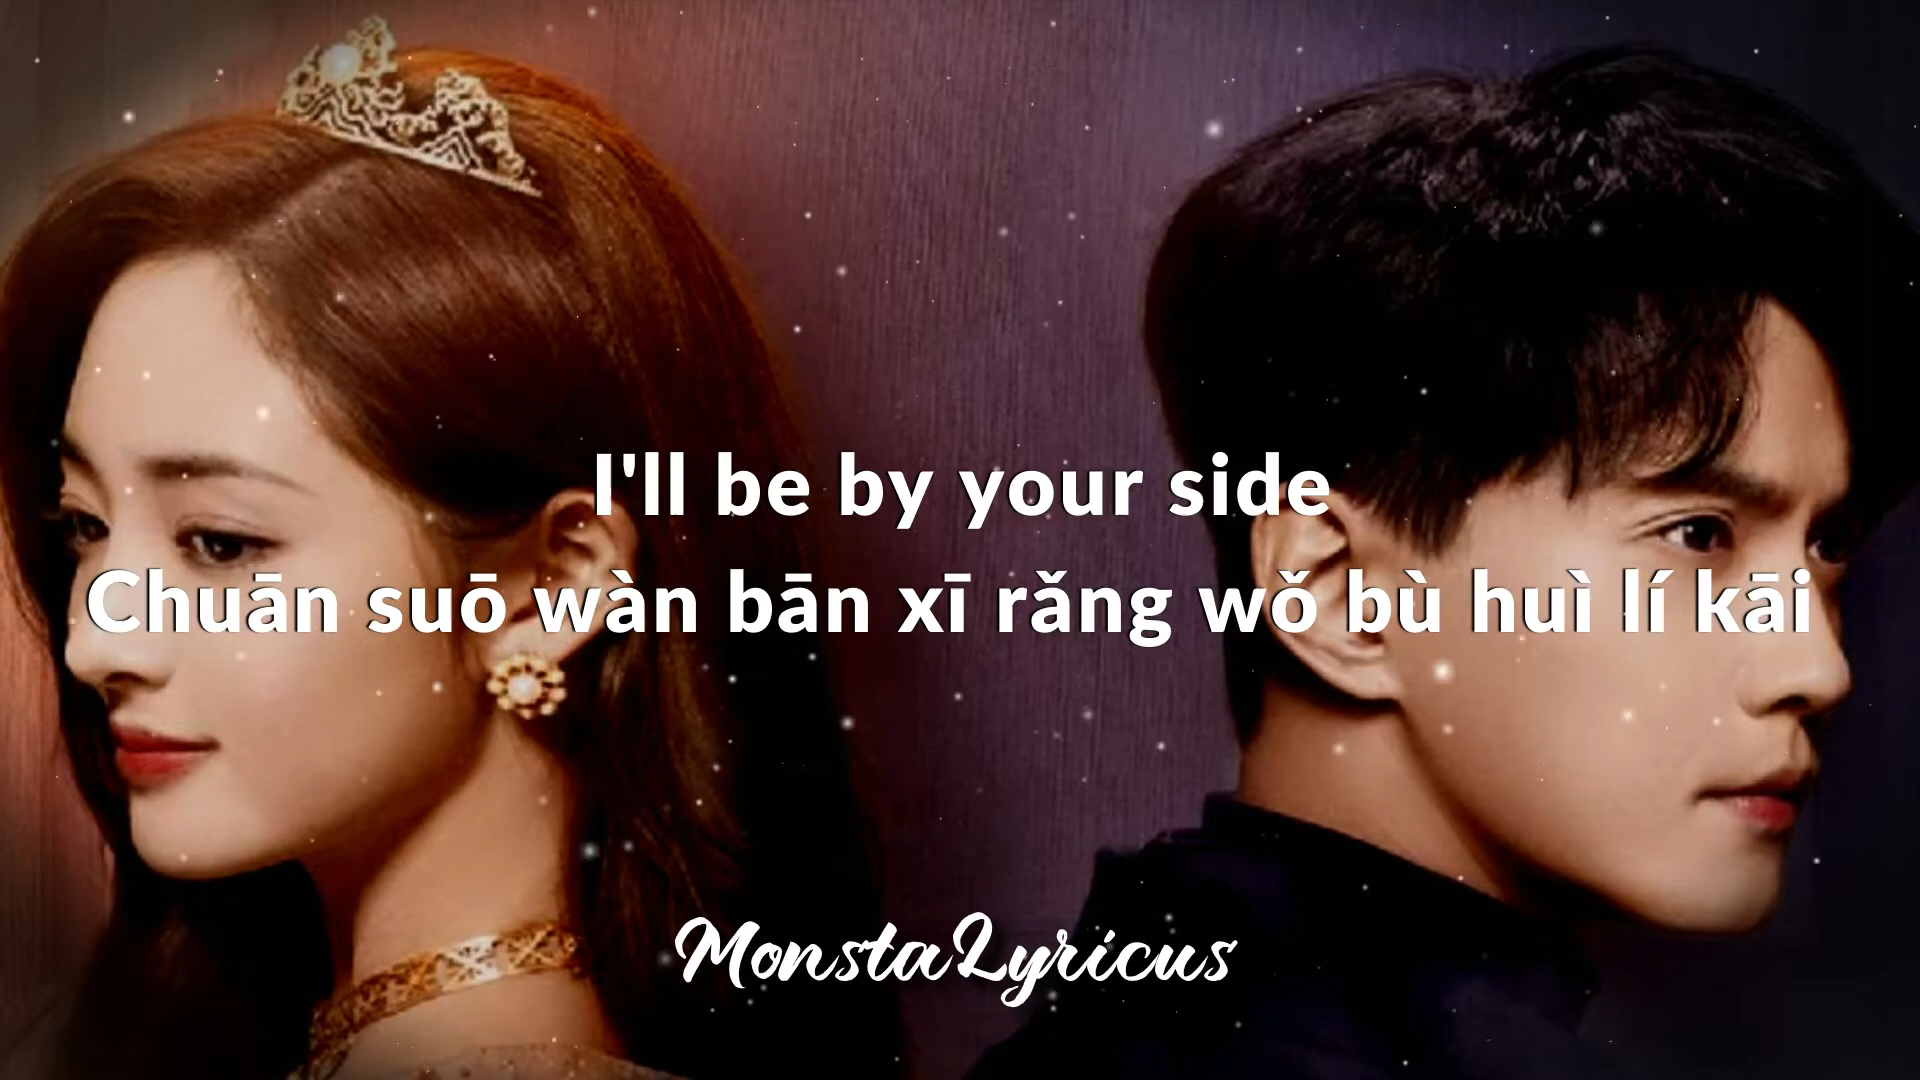 I'll be by your side
Chuān suō wàn bān xī rǎng wǒ bù huì lí kāi
MonstaLyricus